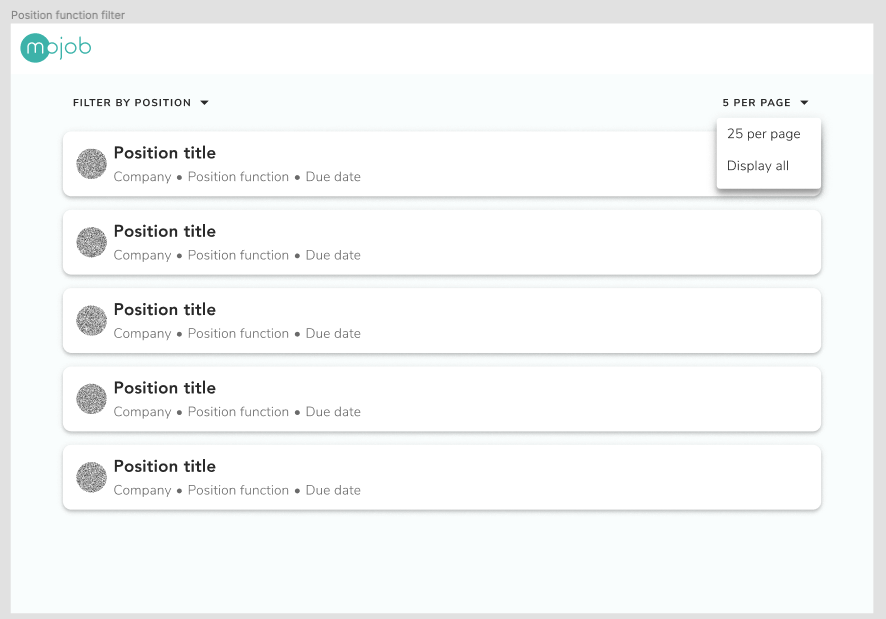 Position function filter
mojob
FILTER BY POSITION
5 PER PAGE
25 per page
Display all
Position title
Company • Position function • Due date
Position title
Company • Position function • Due date
Position title
Company • Position function • Due date
Position title
Company • Position function • Due date
Position title
Company • Position function • Due date